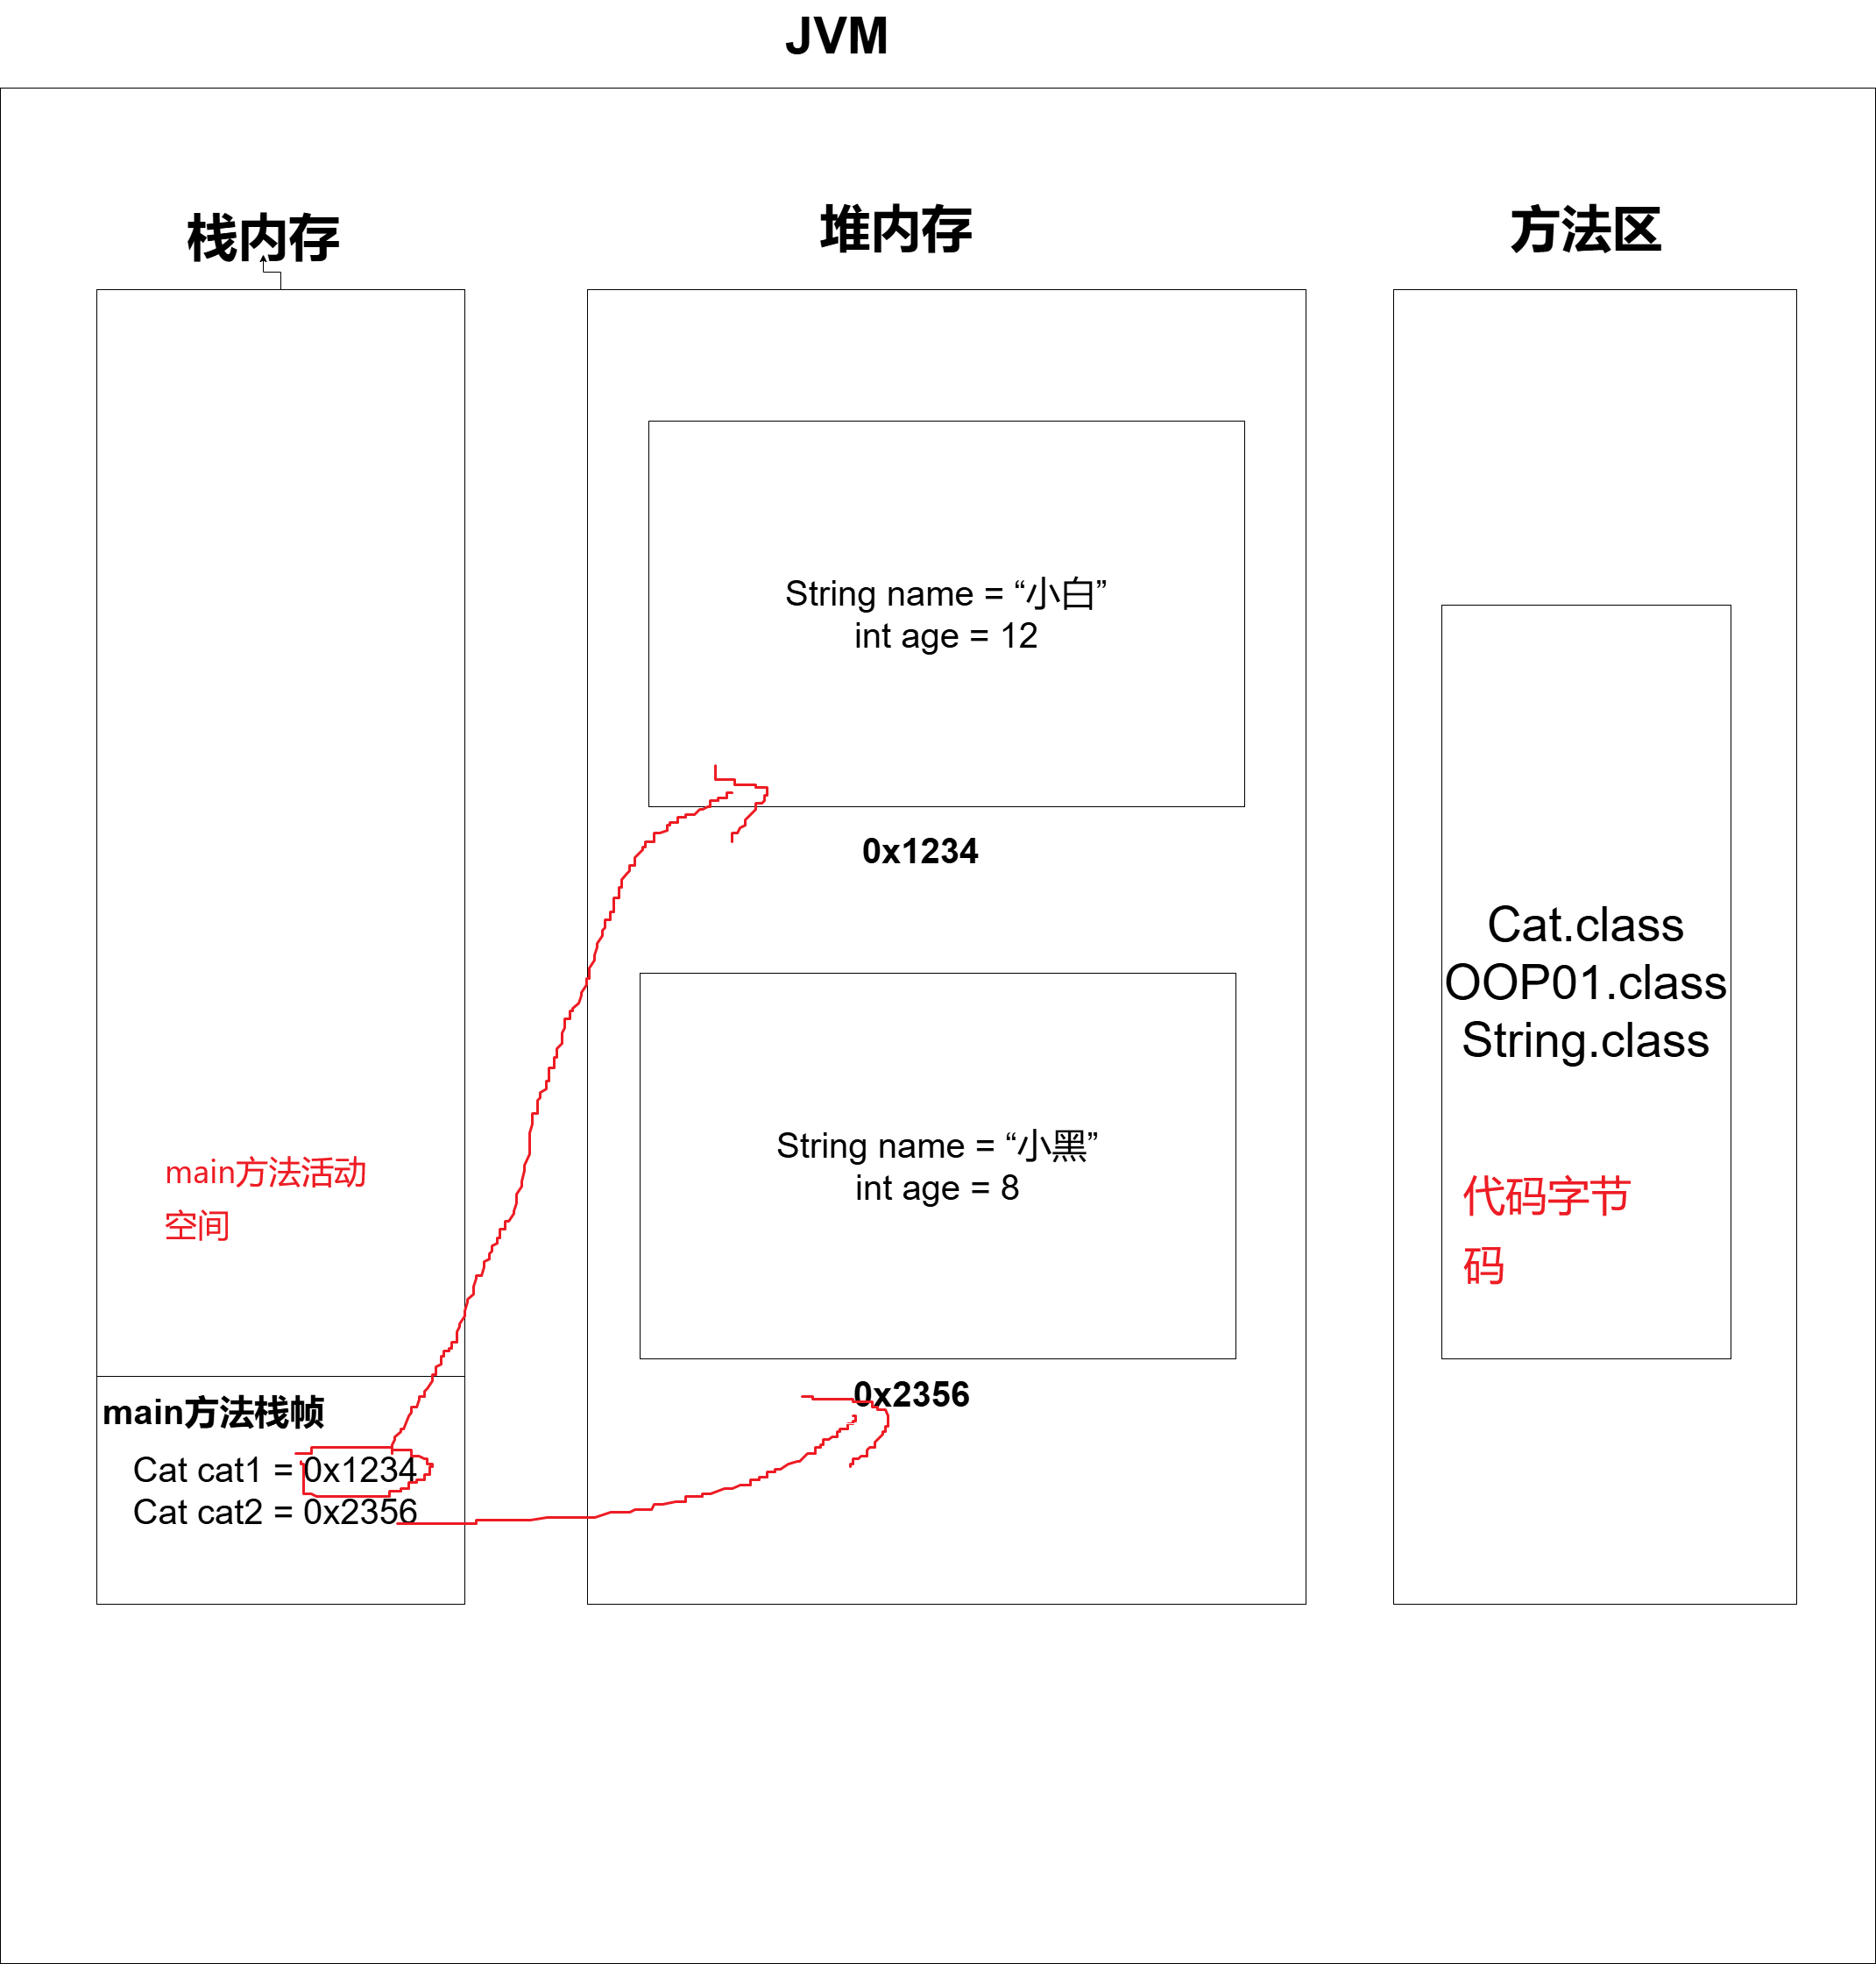 JVM
栈内存
堆内存
方法区
String name = “小白”
int age = 12
0x1234
String name = “小黑”
int age = 8
0x2356
Cat.class
OOP01.class
String.class
代码字节
码
main方法活动
空间
main方法栈帧
Cat cat1 = 0x1234
Cat cat2 = 0x2356